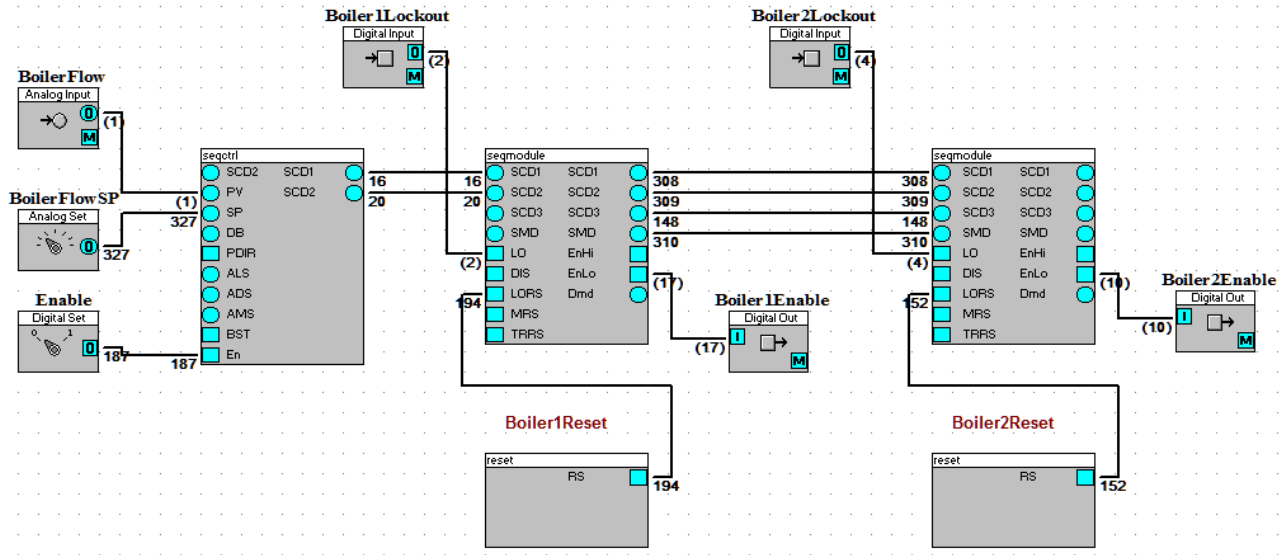 Boiler1Lockout
Digital Input
0
M
(2)
Boiler2Lockout
Digital Input
0
M
(4)
BoilerFlow
Analog Input
0
M
(1)
BoilerFlowSP
Analog Set
0
327
Enable
Digital Set
0 1
0
187
seqctrl
SCD2 SCD1
PV SCD2
SP
DB
PDIR
ALS
ADS
AMS
BST
En
(1)
327
187
16
20
seqmodule
SCD1 SCD1
SCD2 SCD2
SCD3 SCD3
SMD SMD
LO EnHi
DIS EnLo
LORS Dmd
MRS
TRRS
16
20
(2)
194
308
309
148
310
(17)
Boiler1Enable
Digital Out
I
M
(17)
seqmodule
SCD1 SCD1
SCD2 SCD2
SCD3 SCD3
SMD SMD
LO EnHi
DIS EnLo
LORS Dmd
MRS
TRRS
308
309
148
310
(4)
152
(10)
Boiler2Enable
Digital Out
I
M
(10)
Boiler1Reset
reset
RS
194
Boiler2Reset
reset
RS
152